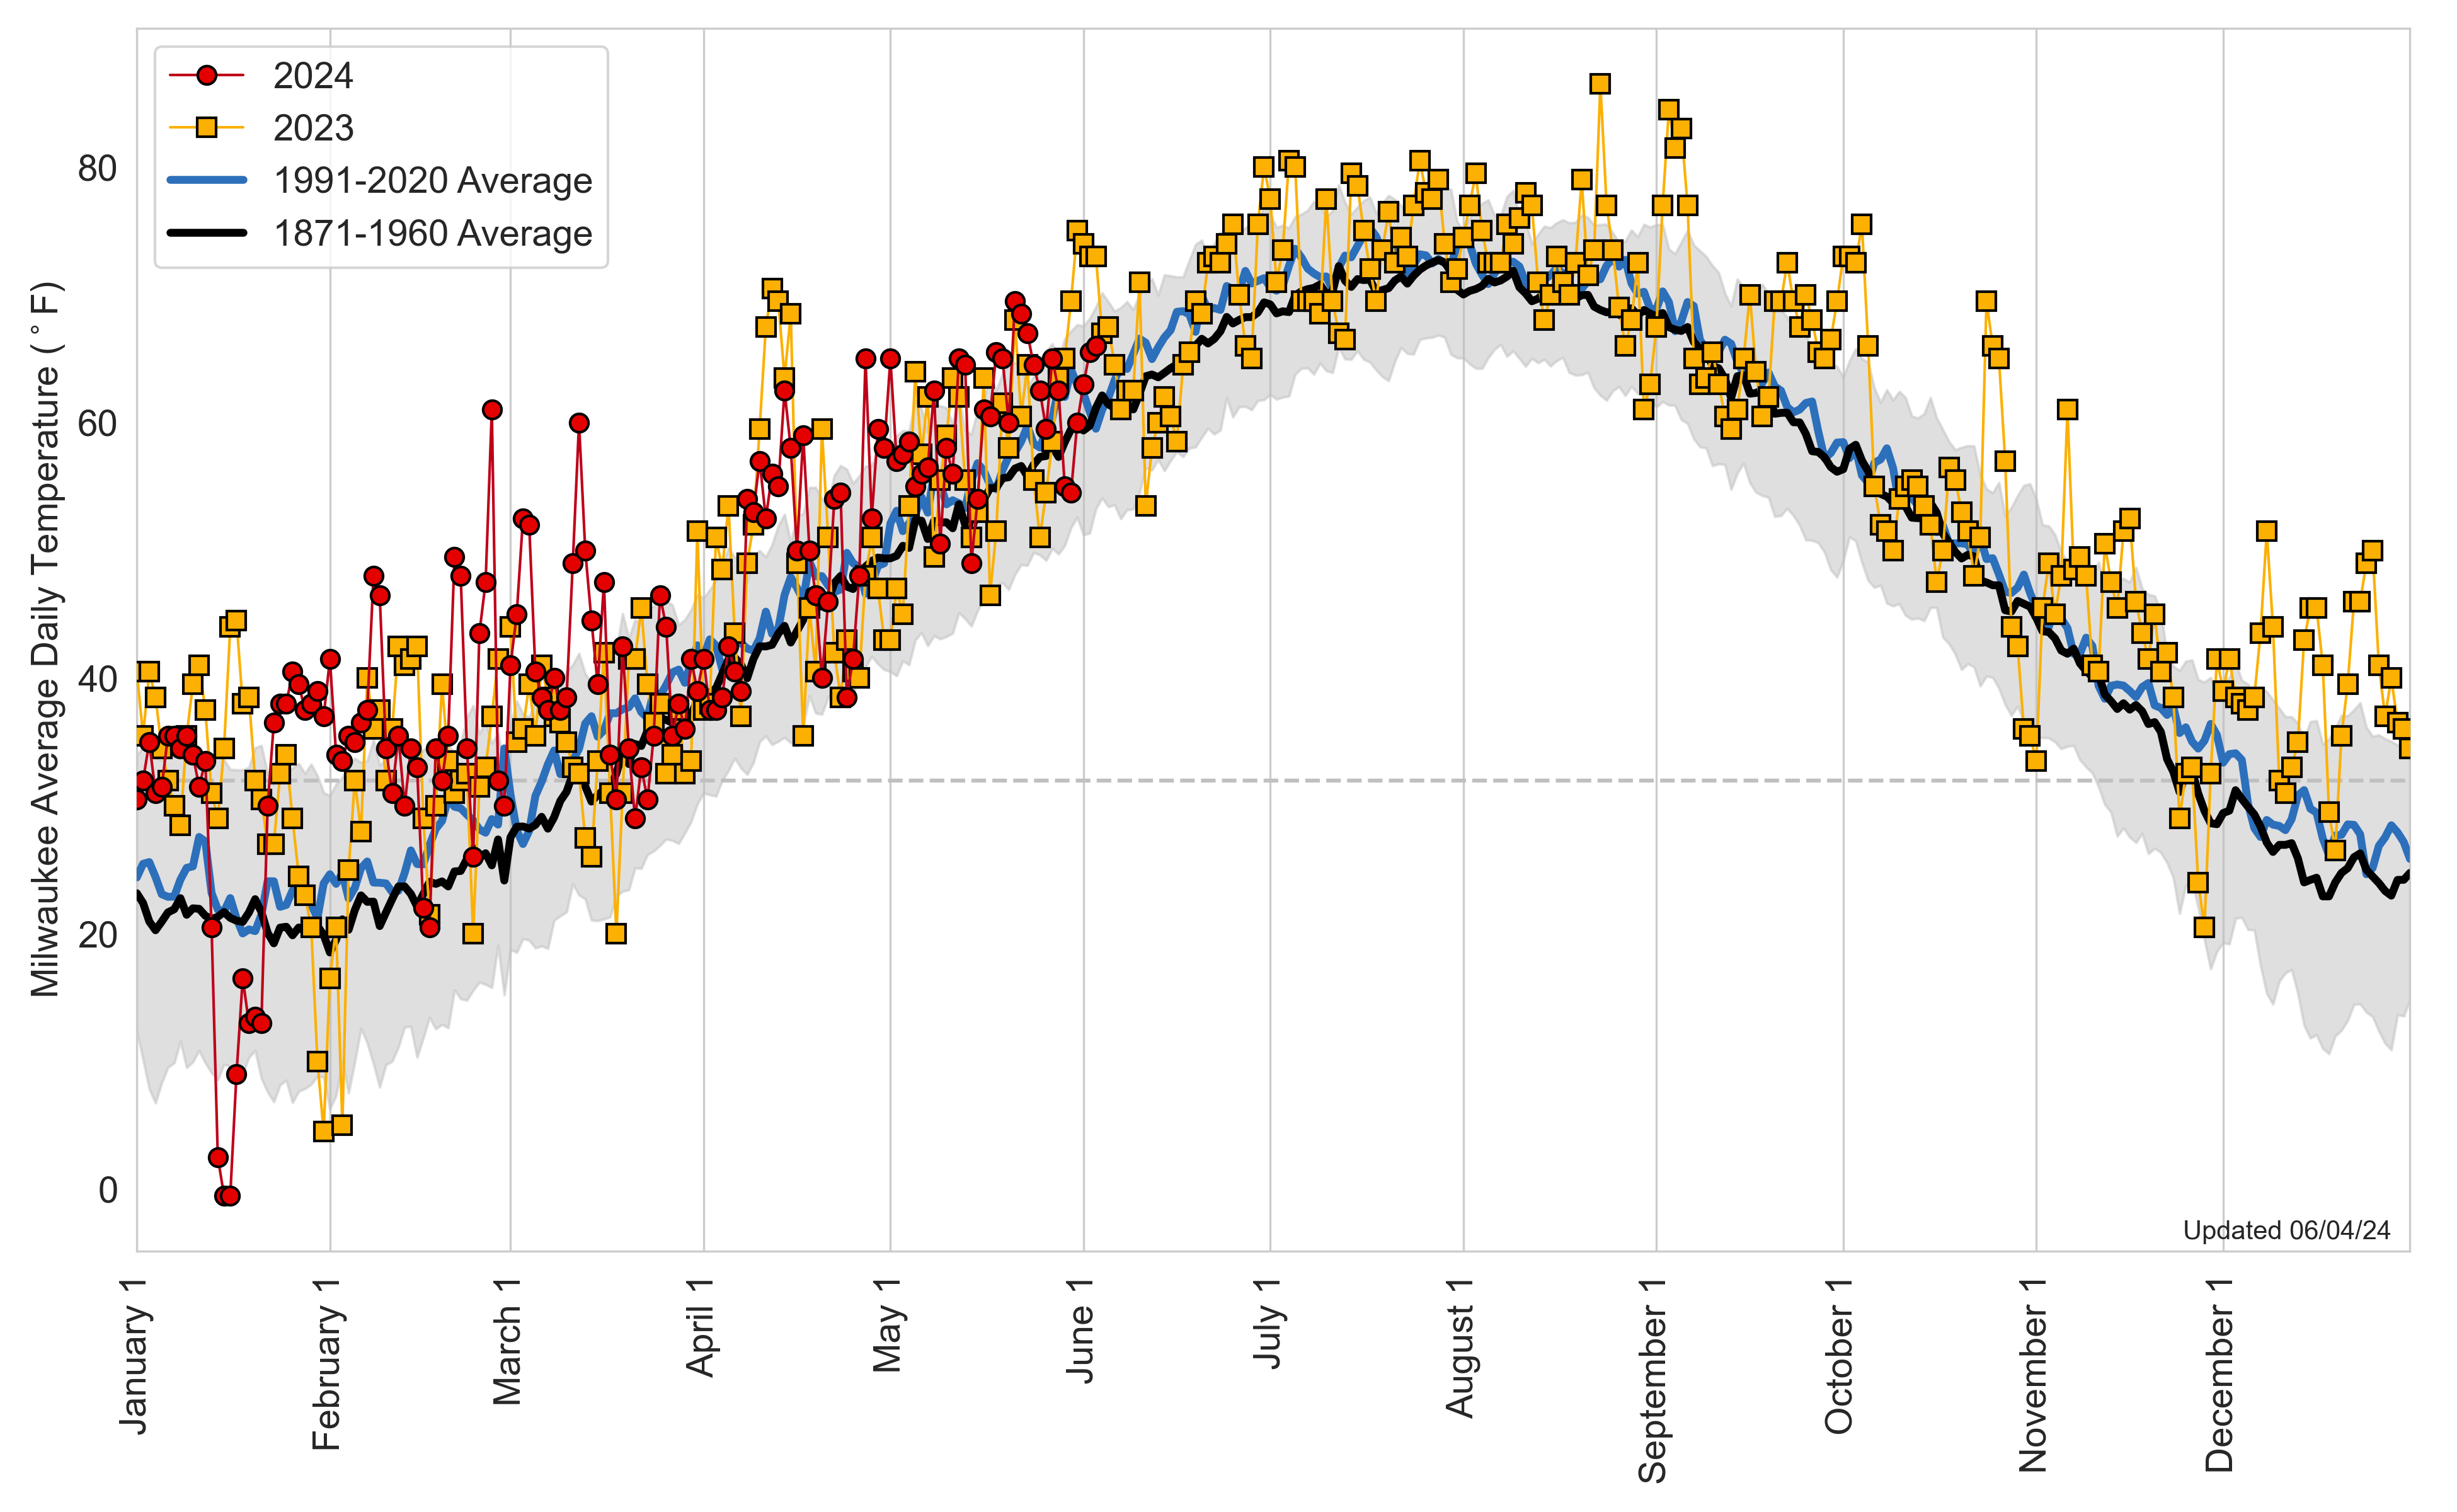 2024
2023
1991-2020 Average
1871-1960 Average
Milwaukee Average Daily Temperature (°F)
80
60
40
20
0
Updated 06/04/24
January 1
February 1
March 1
April 1
May 1
June 1
July 1
August 1
September 1
October 1
November 1
December 1